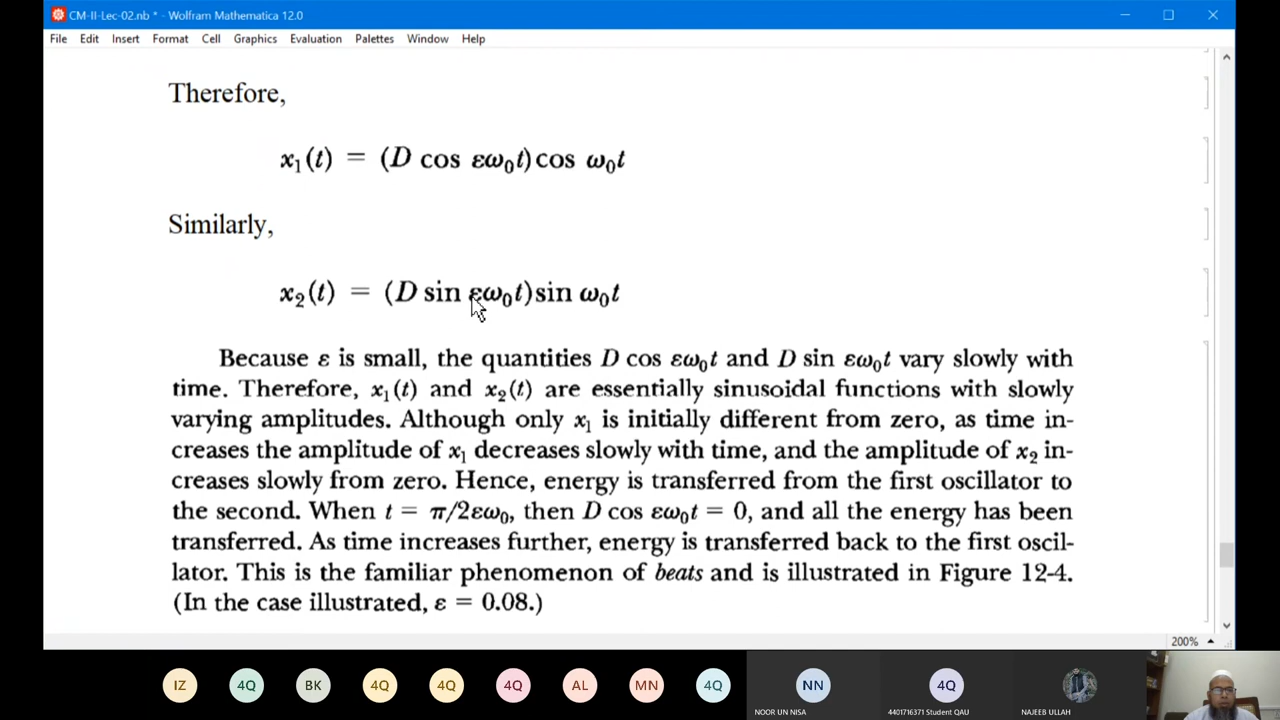 CM-II-Lec-02.nb * - Wolfram Mathematica 12.0
File Edit Insert Format Cell Graphics Evaluation Palettes Window Help
Therefore,
x₁(t) = (D cos εω₀t) cos ω₀t
Similarly,
x₂(t) = (D sin εω₀t) sin ω₀t
Because ε is small, the quantities D cos εω₀t and D sin εω₀t vary slowly with
time. Therefore, x₁(t) and x₂(t) are essentially sinusoidal functions with slowly
varying amplitudes. Although only x₁ is initially different from zero, as time in-
creases the amplitude of x₁ decreases slowly with time, and the amplitude of x₂ in-
creases slowly from zero. Hence, energy is transferred from the first oscillator to
the second. When t = π/2εω₀, then D cos εω₀t = 0, and all the energy has been
transferred. As time increases further, energy is transferred back to the first oscil-
lator. This is the familiar phenomenon of beats and is illustrated in Figure 12-4.
(In the case illustrated, ε = 0.08.)
200%
IZ 4Q BK 4Q 4Q 4Q AL MN 4Q NN 4Q
NOOR UN NISA 4401716371 Student QAU NAJEEB ULLAH